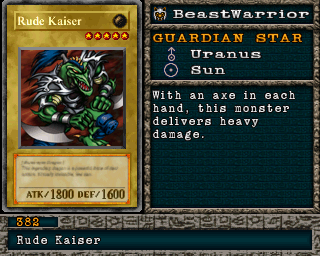 Rude Kaiser
ATK/1800 DEF/1600
BeastWarrior
GUARDIAN STAR
Uranus
Sun
With an axe in each
hand, this monster
delivers heavy
damage.
382
Rude Kaiser